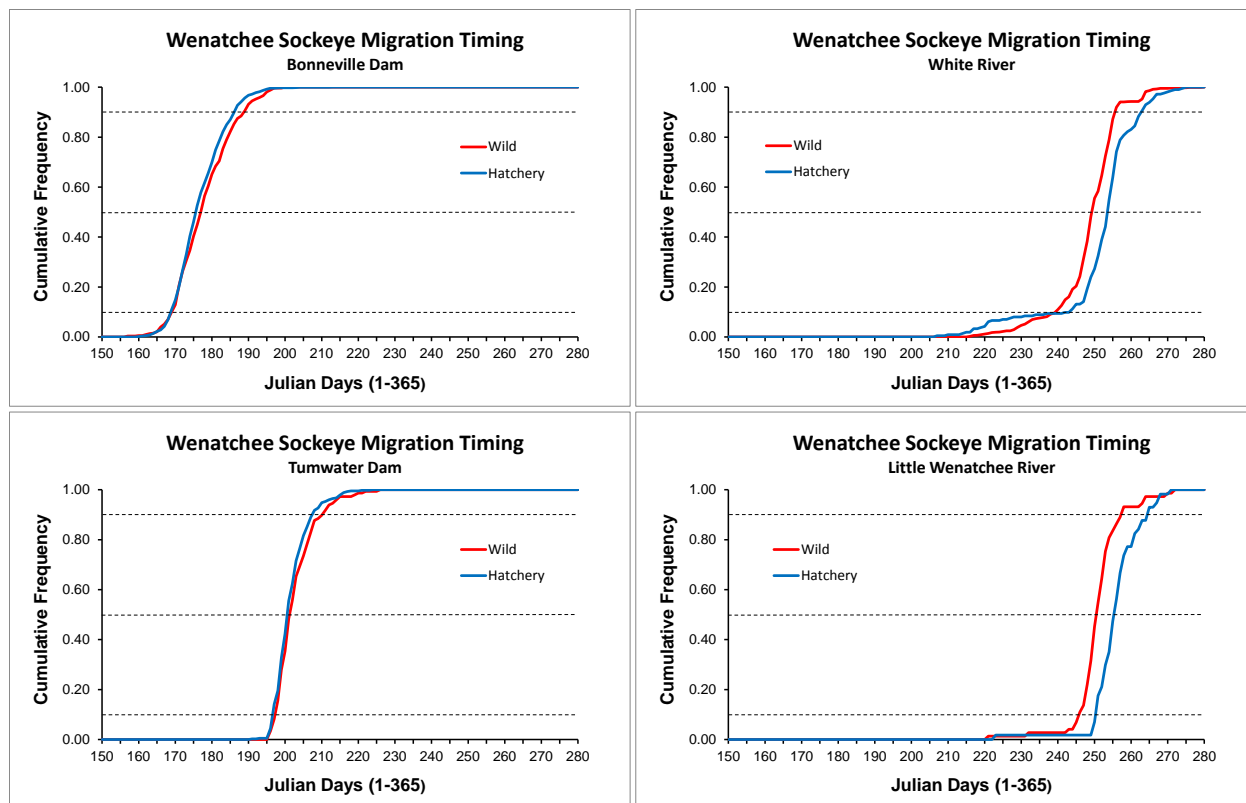 Wenatchee Sockeye Migration Timing
Bonneville Dam
Cumulative Frequency
1.00
0.80
0.60
0.40
0.20
0.00
Wild
Hatchery
150 160 170 180 190 200 210 220 230 240 250 260 270 280
Julian Days (1-365)
Wenatchee Sockeye Migration Timing
White River
Cumulative Frequency
1.00
0.80
0.60
0.40
0.20
0.00
Wild
Hatchery
150 160 170 180 190 200 210 220 230 240 250 260 270 280
Julian Days (1-365)
Wenatchee Sockeye Migration Timing
Tumwater Dam
Cumulative Frequency
1.00
0.80
0.60
0.40
0.20
0.00
Wild
Hatchery
150 160 170 180 190 200 210 220 230 240 250 260 270 280
Julian Days (1-365)
Wenatchee Sockeye Migration Timing
Little Wenatchee River
Cumulative Frequency
1.00
0.80
0.60
0.40
0.20
0.00
Wild
Hatchery
150 160 170 180 190 200 210 220 230 240 250 260 270 280
Julian Days (1-365)